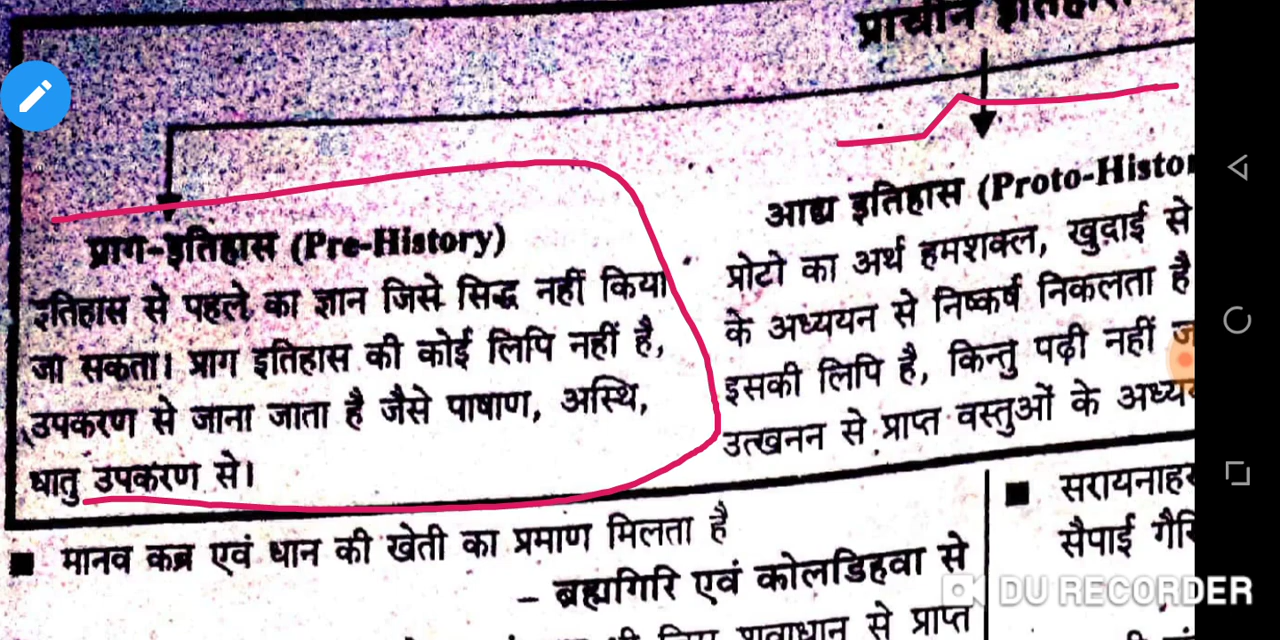 प्राचीन
प्राग-इतिहास (Pre-History)
इतिहास से पहले का ज्ञान जिसे सिद्ध नहीं किया
जा सकता। प्राग इतिहास की कोई लिपि नहीं है,
उपकरण से जाना जाता है जैसे पाषाण, अस्थि,
धातु उपकरण से।
आद्य इतिहास (Proto-Histor
प्रोटो का अर्थ हमशक्ल, खुदाई से
के अध्ययन से निष्कर्ष निकलता है
इसकी लिपि है, किन्तु पढ़ी नहीं
उत्खनन से प्राप्त वस्तुओं के अध्य
■ मानव कब्र एवं धान की खेती का प्रमाण मिलता है
– ब्रह्मगिरि एवं कोलडिहवा से
से प्राप्त
■ सरायनाहर
सैपाई
DU RECORDER